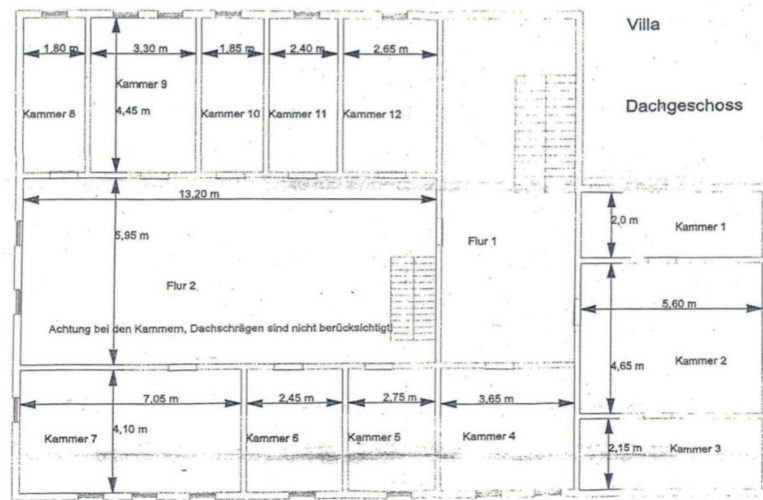 Villa
Dachgeschoss
1,80 m
3,30 m
1,85 m
2,40 m
2,65 m
Kammer 9
4,45 m
Kammer 8
Kammer 10
Kammer 11
Kammer 12
13,20 m
5,95 m
Flur 2
Flur 1
Achtung bei den Kammern, Dachschrägen sind nicht berücksichtigt
2,0 m
Kammer 1
5,60 m
4,65 m
Kammer 2
2,15 m
Kammer 3
7,05 m
2,45 m
2,75 m
3,65 m
4,10 m
Kammer 7
Kammer 6
Kammer 5
Kammer 4